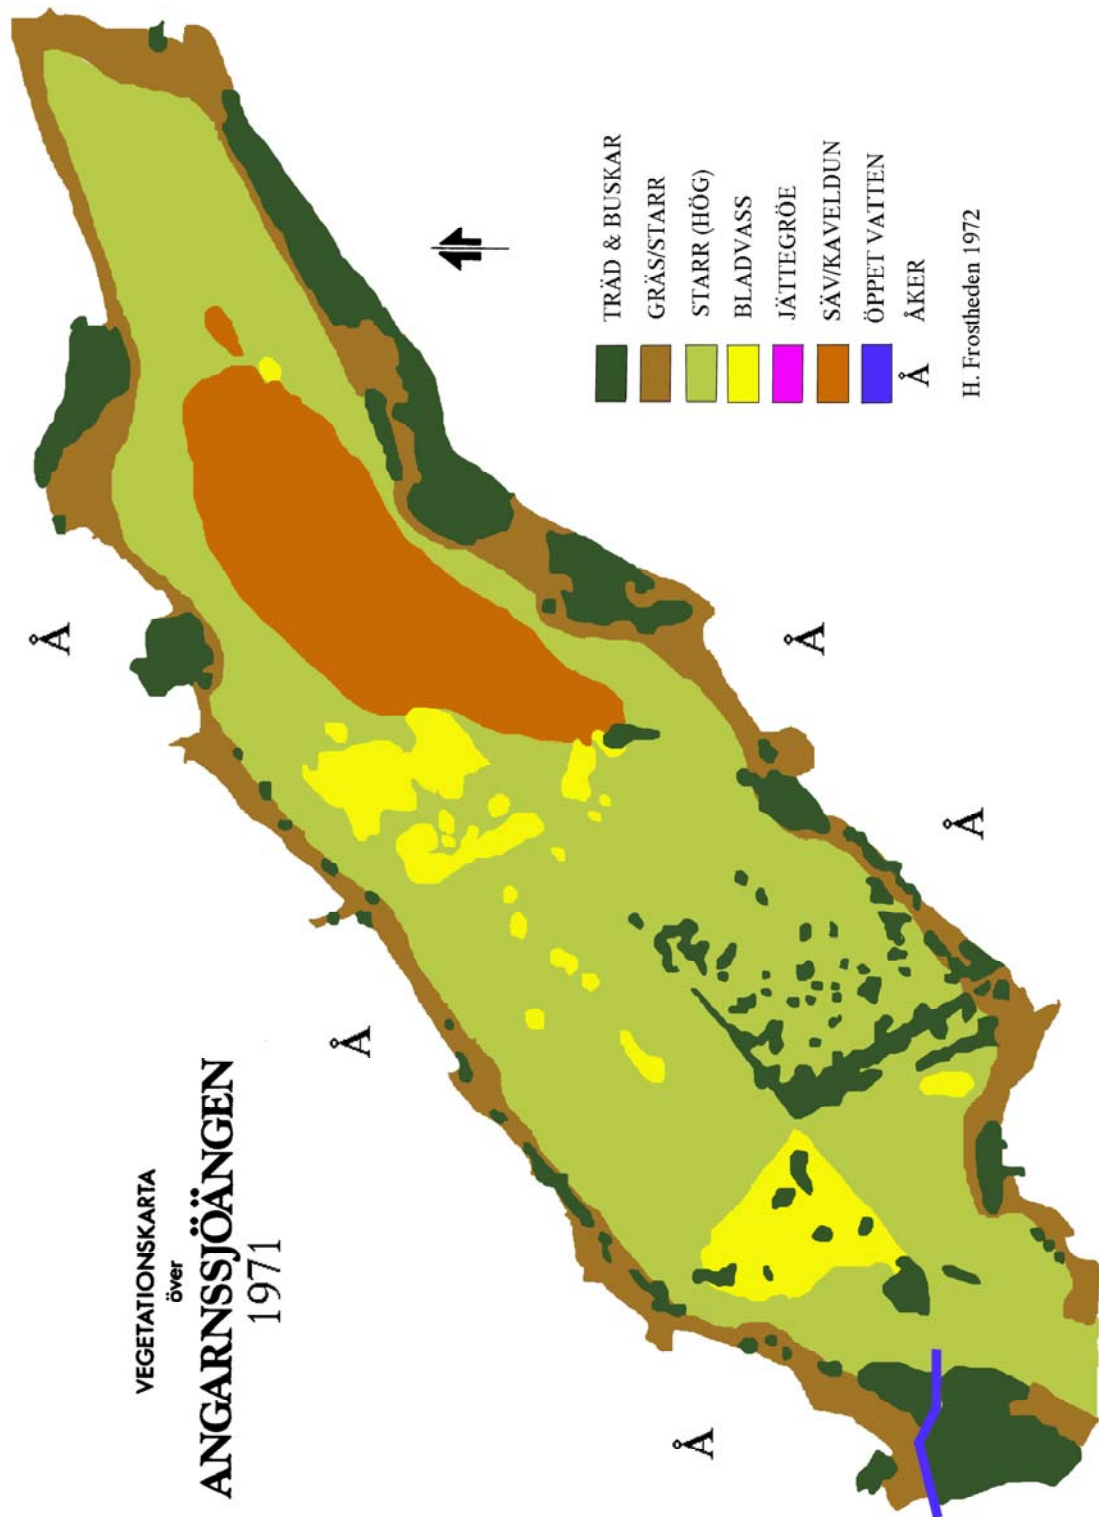 VEGETATIONSKARTA
över
ANGARNSSJÖÄNGEN
1971
Å
Å
Å
Å
Å
Å
TRÄD & BUSKAR
GRÄS/STARR
STARR (HÖG)
BLADVASS
JÄTTEGRÖE
SÄV/KAVELDUN
ÖPPET VATTEN
Å ÅKER
H. Frostheden 1972